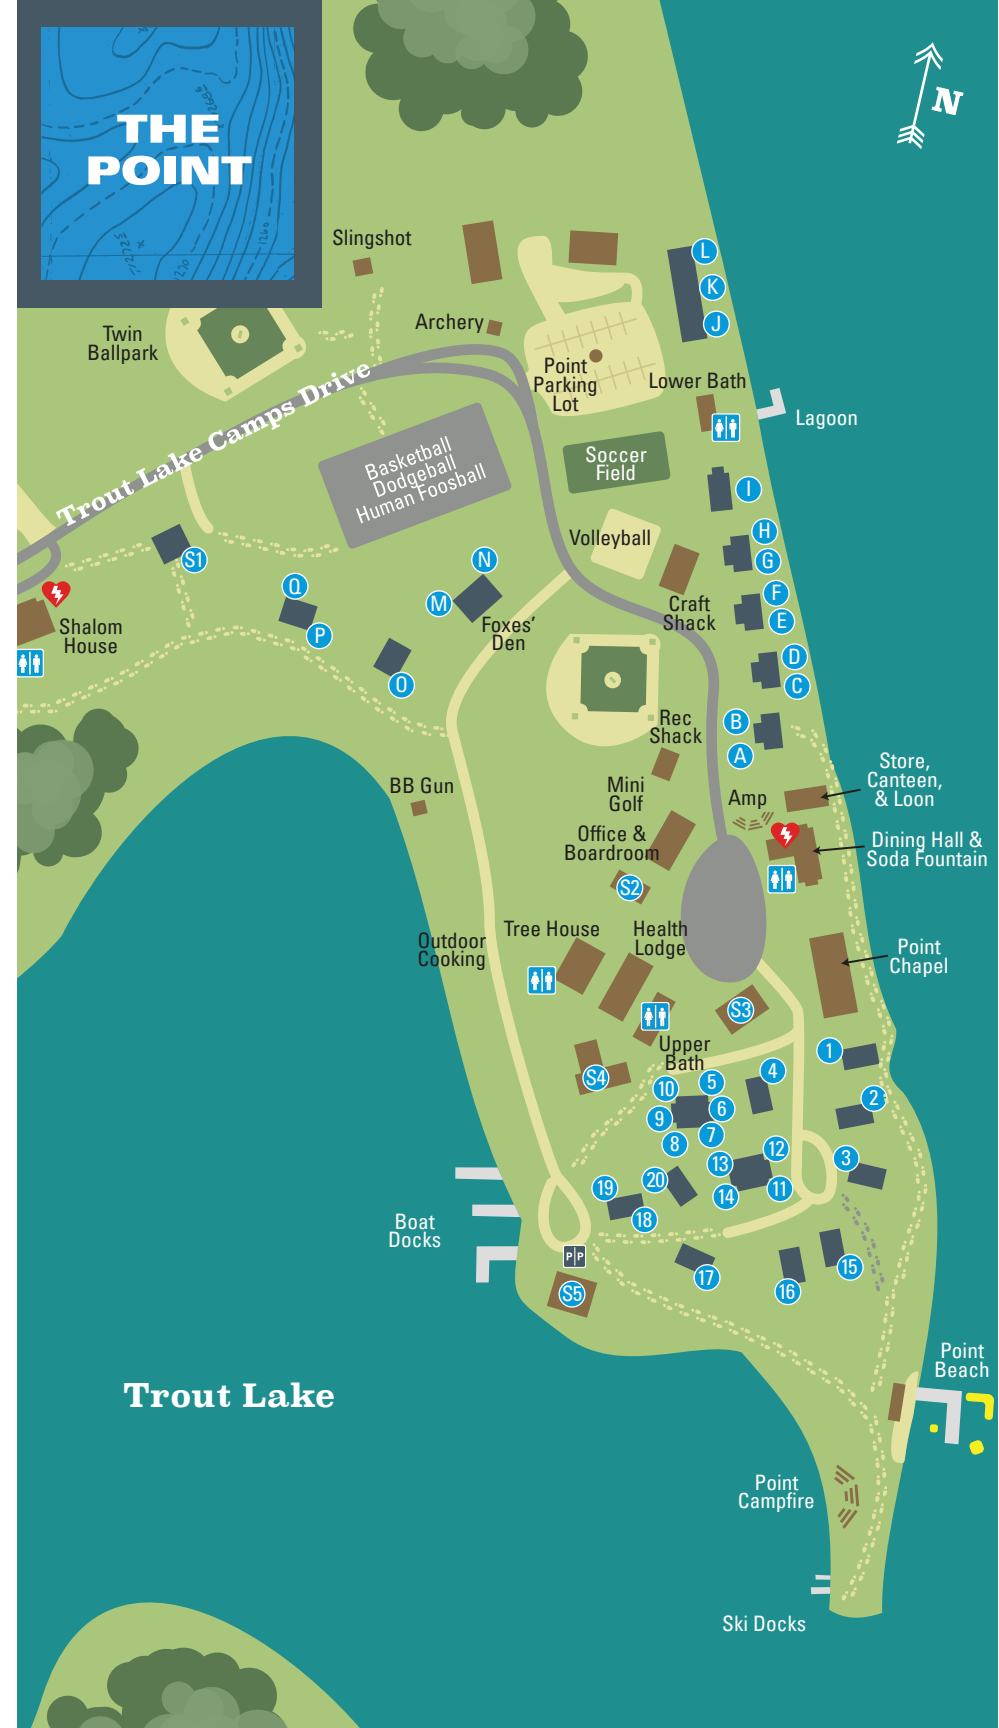 THE
POINT
N
Slingshot
L
K
J
Archery
Twin
Ballpark
Point
Parking
Lot
Lower Bath
Trout Lake Camps Drive
Lagoon
Basketball
Dodgeball
Human Foosball
Soccer
Field
I
Volleyball
H
G
S1
N
M
Q
P
Foxes'
Den
Craft
Shack
F
E
Shalom
House
O
D
C
Rec
Shack
B
A
Store,
Canteen,
& Loon
BB Gun
Mini
Golf
Amp
Office &
Boardroom
Dining Hall &
Soda Fountain
S2
Outdoor
Cooking
Tree House
Health
Lodge
Point
Chapel
S3
Upper
Bath
1
S4
10
5
4
9
6
2
8
7
12
13
3
20
19
14
11
18
Boat
Docks
P P
17
15
16
S5
Point
Beach
Trout Lake
Point
Campfire
Ski Docks